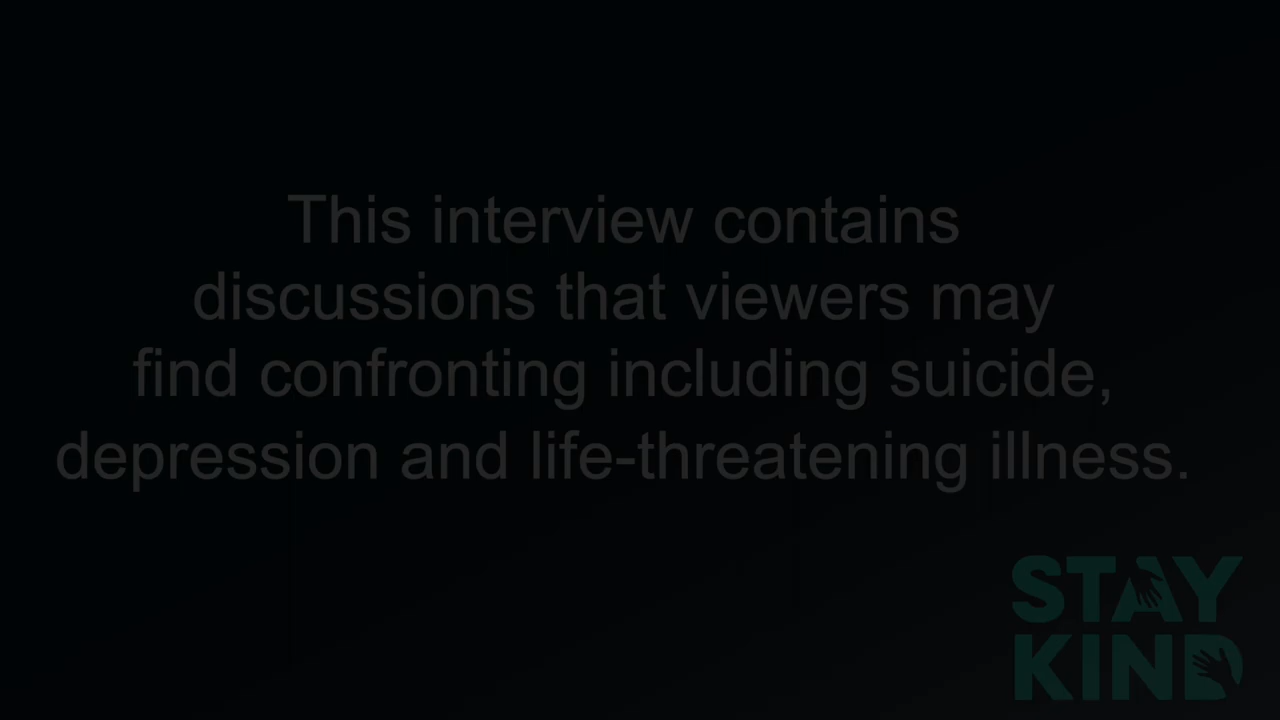 This interview contains
discussions that viewers may
find confronting including suicide,
depression and life-threatening illness.
STAY
KIND